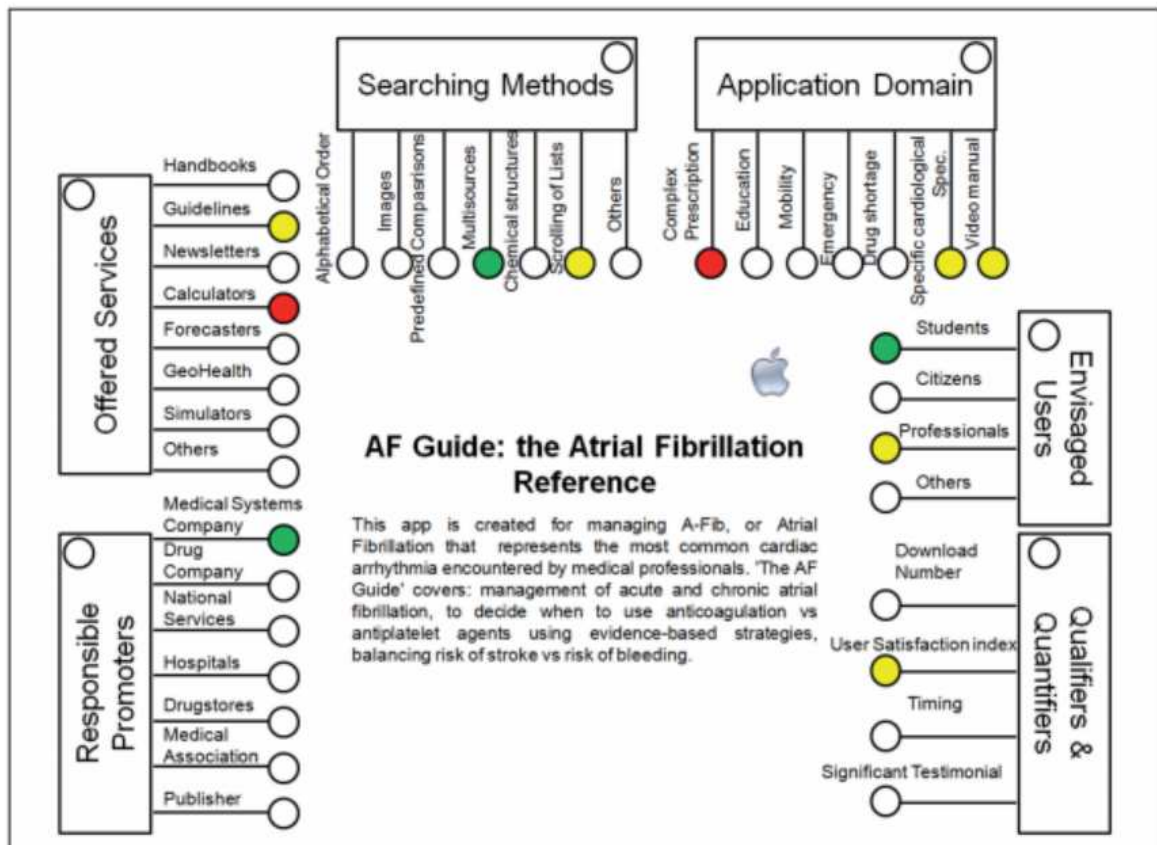 Searching Methods
Alphabetical Order
Images
Predefined Compasrisons
Multisources
Chemical structures
Scrolling of Lists
Others
Application Domain
Complex
Prescription
Education
Mobility
Emergency
Drug shortage
Specific cardiological
Spec.
Video manual
Offered Services
Handbooks
Guidelines
Newsletters
Calculators
Forecasters
GeoHealth
Simulators
Others
Envisaged
Users
Students
Citizens
Professionals
Others
AF Guide: the Atrial Fibrillation
Reference
This app is created for managing A-Fib, or Atrial
Fibrillation that represents the most common cardiac
arrhythmia encountered by medical professionals. 'The AF
Guide' covers: management of acute and chronic atrial
fibrillation, to decide when to use anticoagulation vs
antiplatelet agents using evidence-based strategies,
balancing risk of stroke vs risk of bleeding.
Responsible
Promoters
Medical Systems
Company
Drug
Company
National
Services
Hospitals
Drugstores
Medical
Association
Publisher
Qualifiers &
Quantifiers
Download
Number
User Satisfaction index
Timing
Significant Testimonial